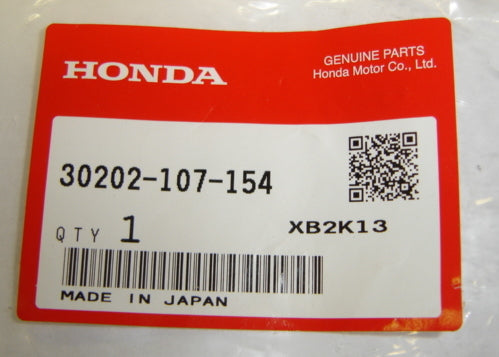 HONDA
GENUINE PARTS
Honda Motor Co., Ltd.
30202-107-154
QTY 1
XB2K13
MADE IN JAPAN